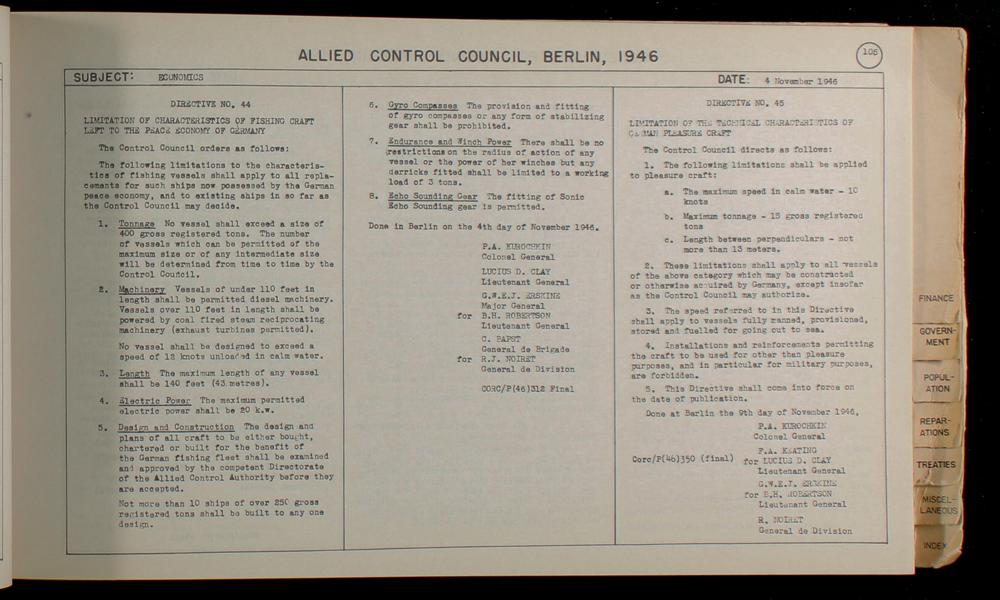 ALLIED CONTROL COUNCIL, BERLIN, 1946
106
SUBJECT: ECONOMICS
DATE: 4 November 1946
DIRECTIVE NO. 44
LIMITATION OF CHARACTERISTICS OF FISHING CRAFT
LEFT TO THE PEACE ECONOMY OF GERMANY
The Control Council orders as follows:
The following limitations to the characteris-
tics of fishing vessels shall apply to all repla-
cements for such ships now possessed by the German
peace economy, and to existing ships in so far as
the Control Council may decide.
1. Tonnage No vessel shall exceed a size of
400 gross registered tons. The number
of vessels which can be permitted of the
maximum size or of any intermediate size
will be determined from time to time by the
Control Council.
2. Machinery Vessels of under 110 feet in
length shall be permitted diesel machinery.
Vessels over 110 feet in length shall be
powered by coal fired steam reciprocating
machinery (exhaust turbines permitted).
No vessel shall be designed to exceed a
speed of 12 knots unloaded in calm water.
3. Length The maximum length of any vessel
shall be 140 feet (43 metres).
4. Electric Power The maximum permitted
electric power shall be 20 k.w.
5. Design and Construction The design and
plans of all craft to be either bought,
chartered or built for the benefit of
the German fishing fleet shall be examined
and approved by the competent Directorate
of the Allied Control Authority before they
are accepted.
Not more than 10 ships of over 250 gross
registered tons shall be built to any one
design.
6. Gyro Compasses The provision and fitting
of gyro compasses or any form of stabilizing
gear shall be prohibited.
7. Endurance and Winch Power There shall be no
restrictions on the radius of action of any
vessel or the power of her winches but any
derricks fitted shall be limited to a working
load of 3 tons.
8. Echo Sounding Gear The fitting of Sonic
Echo Sounding gear is permitted.
Done in Berlin on the 4th day of November 1946.
P.A. KUROCHKIN
Colonel General
LUCIUS D. CLAY
Lieutenant General
G.W.E.J. ERSKINE
Major General
for B.H. ROBERTSON
Lieutenant General
C. BAPST
General de Brigade
for R.J. NOIRET
General de Division
CORC/P(46)312 Final
DIRECTIVE NO. 45
LIMITATION OF THE TECHNICAL CHARACTERISTICS OF
GERMAN PLEASURE CRAFT
The Control Council directs as follows:
1. The following limitations shall be applied
to pleasure craft:
a. The maximum speed in calm water - 10
knots
b. Maximum tonnage - 15 gross registered
tons
c. Length between perpendiculars - not
more than 13 meters.
2. These limitations shall apply to all vessels
of the above category which may be constructed
or otherwise acquired by Germany, except insofar
as the Control Council may authorize.
3. The speed referred to in this Directive
shall apply to vessels fully manned, provisioned,
stored and fuelled for going out to sea.
4. Installations and reinforcements permitting
the craft to be used for other than pleasure
purposes, and in particular for military purposes,
are forbidden.
5. This Directive shall come into force on
the date of publication.
Done at Berlin the 9th day of November 1946.
P.A. KUROCHKIN
Colonel General
F.A. KEATING
Corc/P(46)350 (final) for LUCIUS D. CLAY
Lieutenant General
G.W.E.J. ERSKINE
for B.H. ROBERTSON
Lieutenant General
R. NOIRET
General de Division
FINANCE
GOVERN-
MENT
POPUL-
ATION
REPAR-
ATIONS
TREATIES
MISCEL-
LANEOUS
INDEX